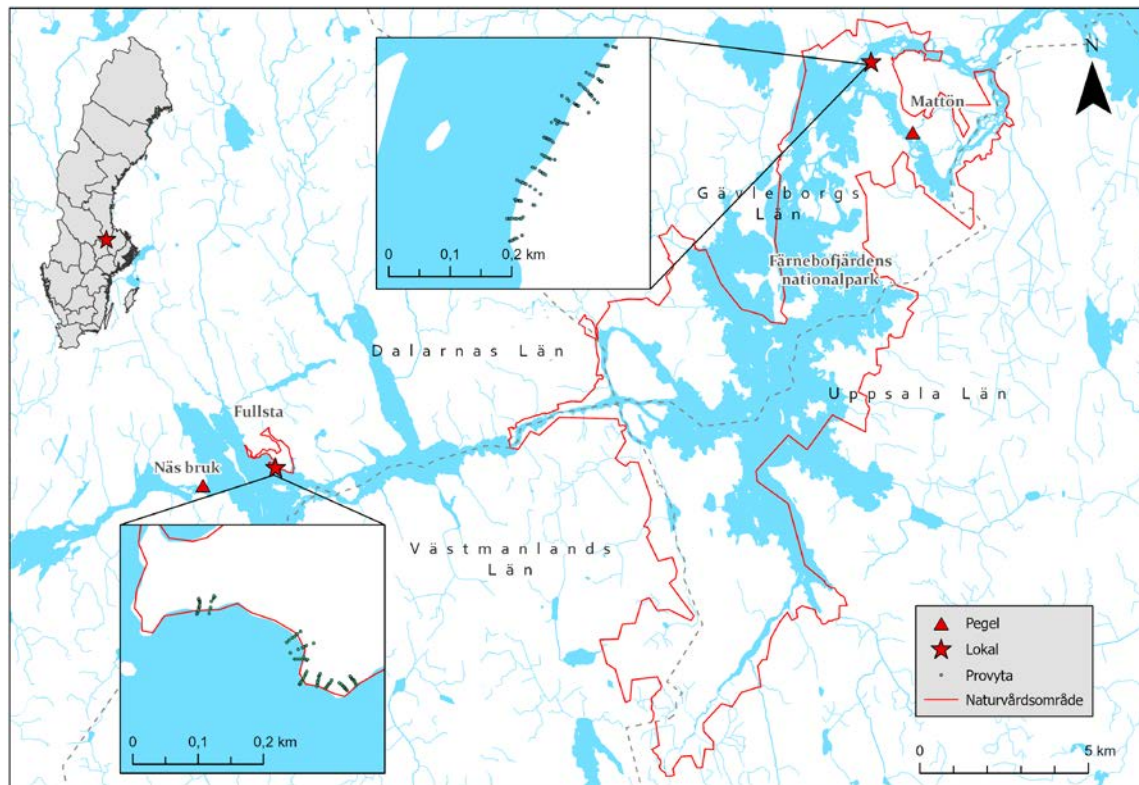 N
Mattön
Gävleborgs
Län
Färnebofjärdens
nationalpark
Dalarnas Län
Uppsala Län
Fullsta
Näs bruk
Västmanlands
Län
0 0,1 0,2 km
0 0,1 0,2 km
Pegel
Lokal
Provyta
Naturvårdsområde
0 5 km